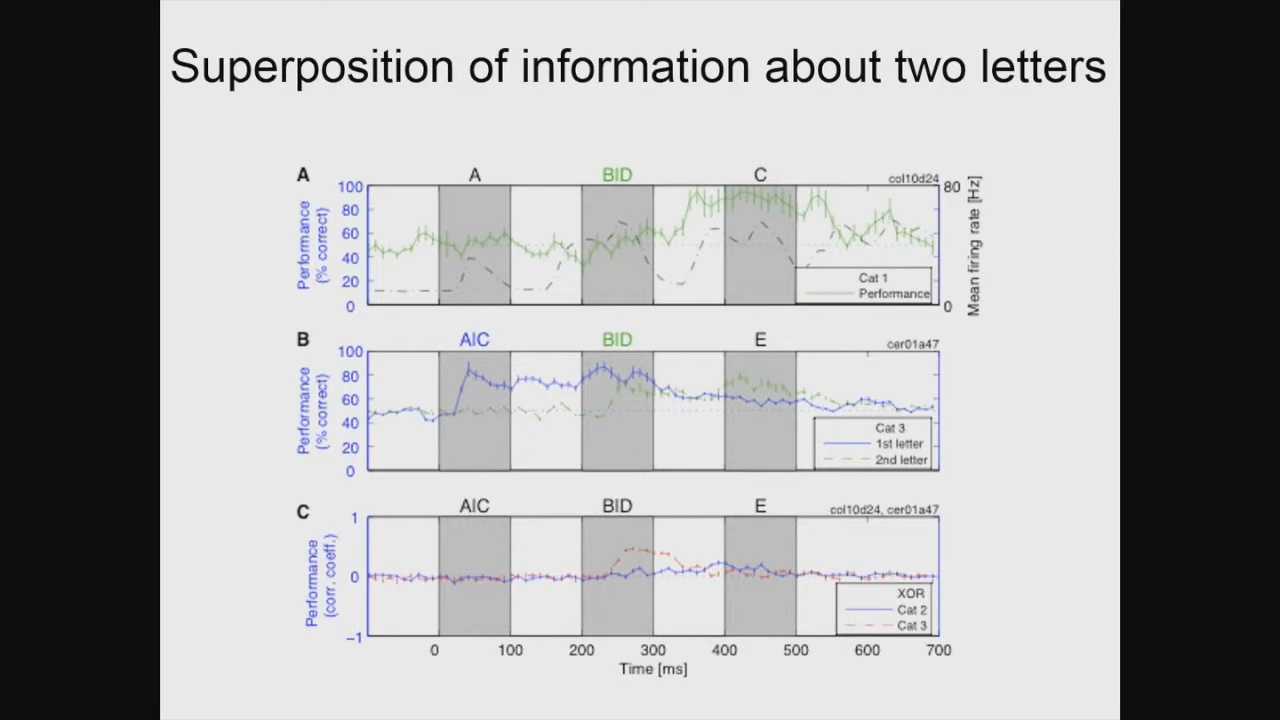 Superposition of information about two letters
A A BID C col10d24
100 80
80
60
40
20
0 0
Performance
(% correct)
Mean firing rate [Hz]
Cat 1
Performance
B AIC BID E cer01a47
100
80
60
40
20
0
Performance
(% correct)
Cat 3
1st letter
2nd letter
C AIC BID E col10d24, cer01a47
1
0
−1
Performance
(corr. coeff.)
XOR
Cat 2
Cat 3
0 100 200 300 400 500 600 700
Time [ms]